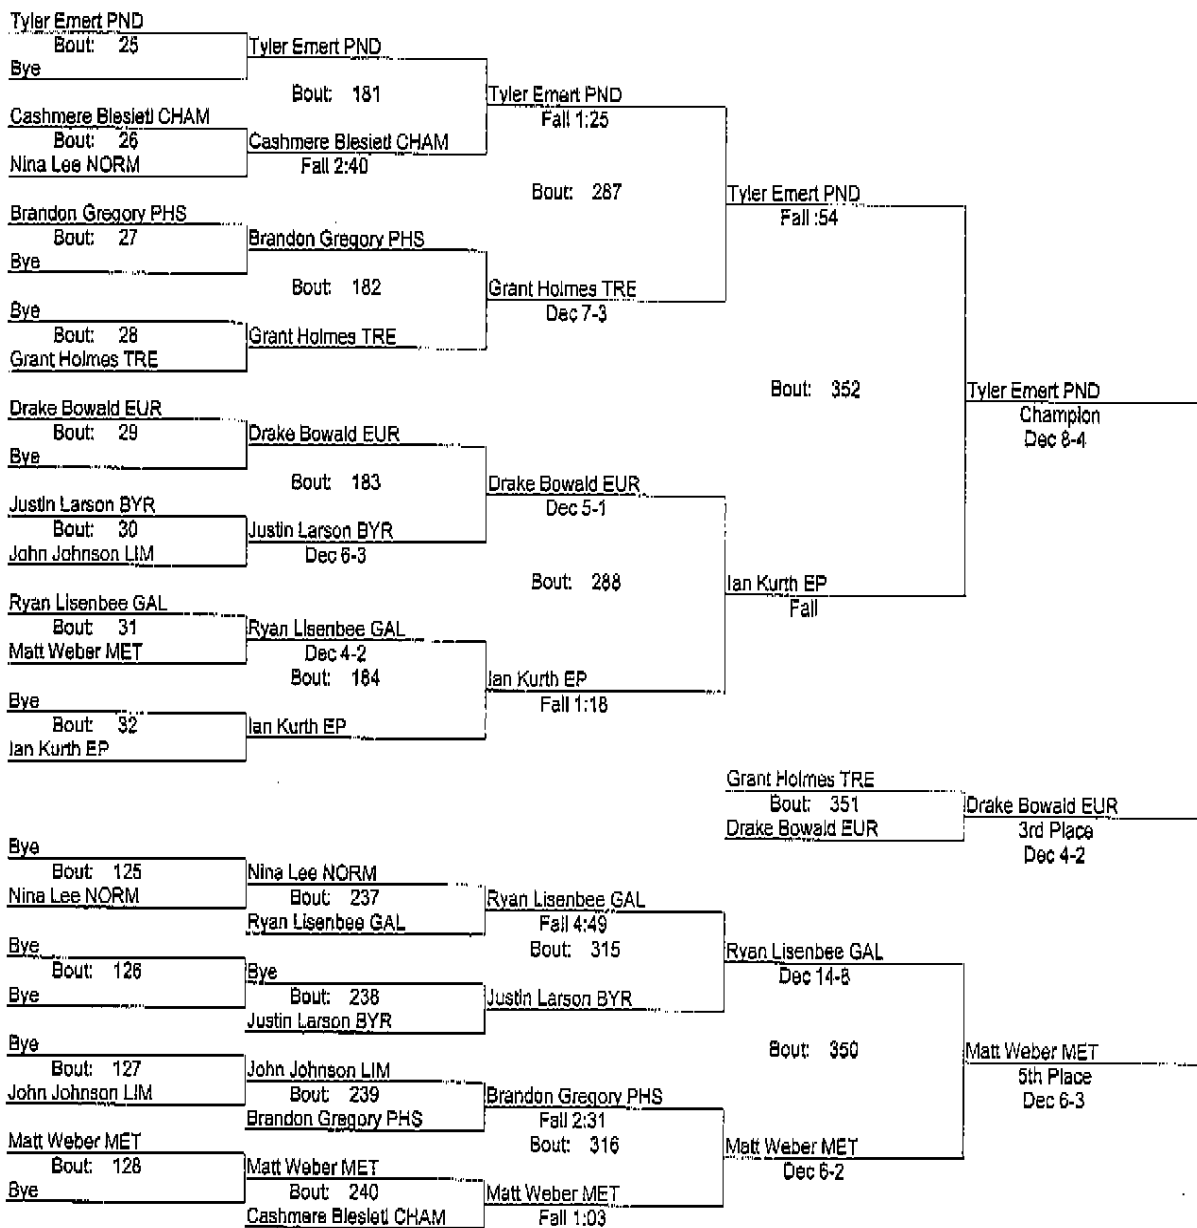 Tyler Emert PND
Bout: 25
Bye
Tyler Emert PND
Bout: 181
Cashmere Blesietl CHAM
Bout: 26
Nina Lee NORM
Cashmere Blesietl CHAM
Fall 2:40
Tyler Emert PND
Fall 1:25
Bout: 287
Brandon Gregory PHS
Bout: 27
Bye
Brandon Gregory PHS
Bout: 182
Bye
Bout: 28
Grant Holmes TRE
Grant Holmes TRE
Grant Holmes TRE
Dec 7-3
Tyler Emert PND
Fall :54
Bout: 352
Drake Bowald EUR
Bout: 29
Bye
Drake Bowald EUR
Bout: 183
Justin Larson BYR
Bout: 30
John Johnson LIM
Justin Larson BYR
Dec 6-3
Drake Bowald EUR
Dec 5-1
Bout: 288
Ryan Lisenbee GAL
Bout: 31
Matt Weber MET
Ryan Lisenbee GAL
Dec 4-2
Bout: 184
Bye
Bout: 32
Ian Kurth EP
Ian Kurth EP
Ian Kurth EP
Fall 1:18
Ian Kurth EP
Fall
Tyler Emert PND
Champion
Dec 8-4
Grant Holmes TRE
Bout: 351
Drake Bowald EUR
Drake Bowald EUR
3rd Place
Dec 4-2
Bye
Bout: 125
Nina Lee NORM
Nina Lee NORM
Bout: 237
Ryan Lisenbee GAL
Ryan Lisenbee GAL
Fall 4:49
Bout: 315
Bye
Bout: 126
Bye
Bye
Bout: 238
Justin Larson BYR
Justin Larson BYR
Ryan Lisenbee GAL
Dec 14-8
Bout: 350
Bye
Bout: 127
John Johnson LIM
John Johnson LIM
Bout: 239
Brandon Gregory PHS
Brandon Gregory PHS
Fall 2:31
Bout: 316
Matt Weber MET
Bout: 128
Bye
Matt Weber MET
Bout: 240
Cashmere Blesietl CHAM
Matt Weber MET
Fall 1:03
Matt Weber MET
Dec 6-2
Matt Weber MET
5th Place
Dec 6-3